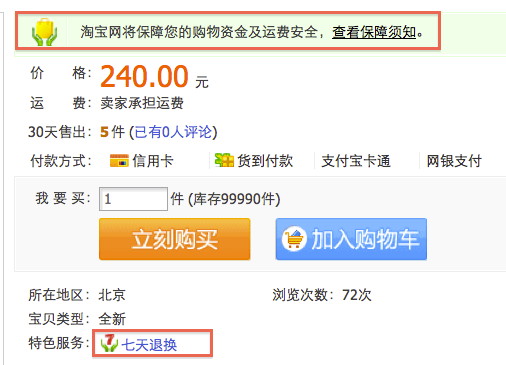 淘宝网将保障您的购物资金及运费安全，查看保障须知。
价 格：240.00 元
运 费：卖家承担运费
30天售出：5 件 (已有0人评论)
付款方式： 信用卡 货到付款 支付宝卡通 网银支付
我 要 买：1 件 (库存99990件)
立刻购买 加入购物车
所在地区：北京 浏览次数：72次
宝贝类型：全新
特色服务：7 七天退换